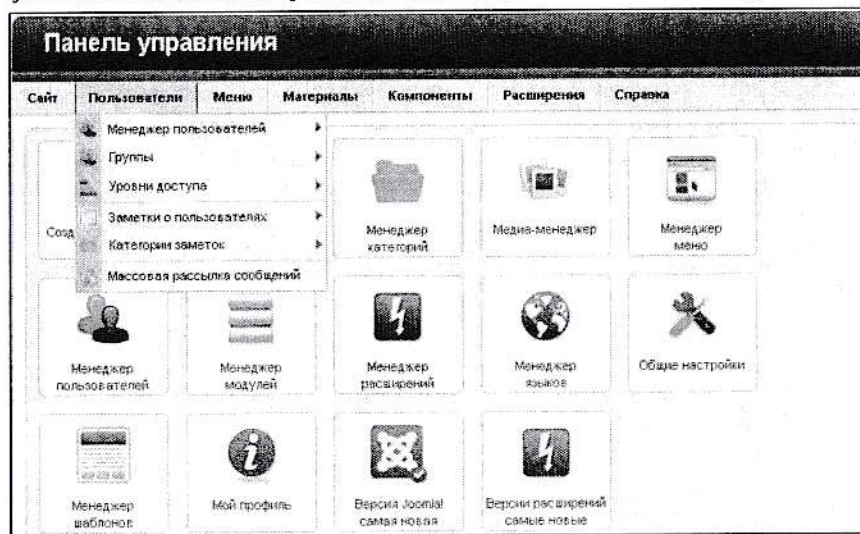 Панель управления
Сайт Пользователи Меню Материалы Компоненты Расширения Справка
Менеджер пользователей
Группы
Уровни доступа
Заметки о пользователях
Категории заметок
Массовая рассылка сообщений
Созд
Менеджер
категорий
Медиа-менеджер
Менеджер
меню
Менеджер
пользователей
Менеджер
модулей
Менеджер
расширений
Менеджер
языков
Общие настройки
Менеджер
шаблонов
Мой профиль
Версия Joomla!
самая новая
Версии расширений
самые новые